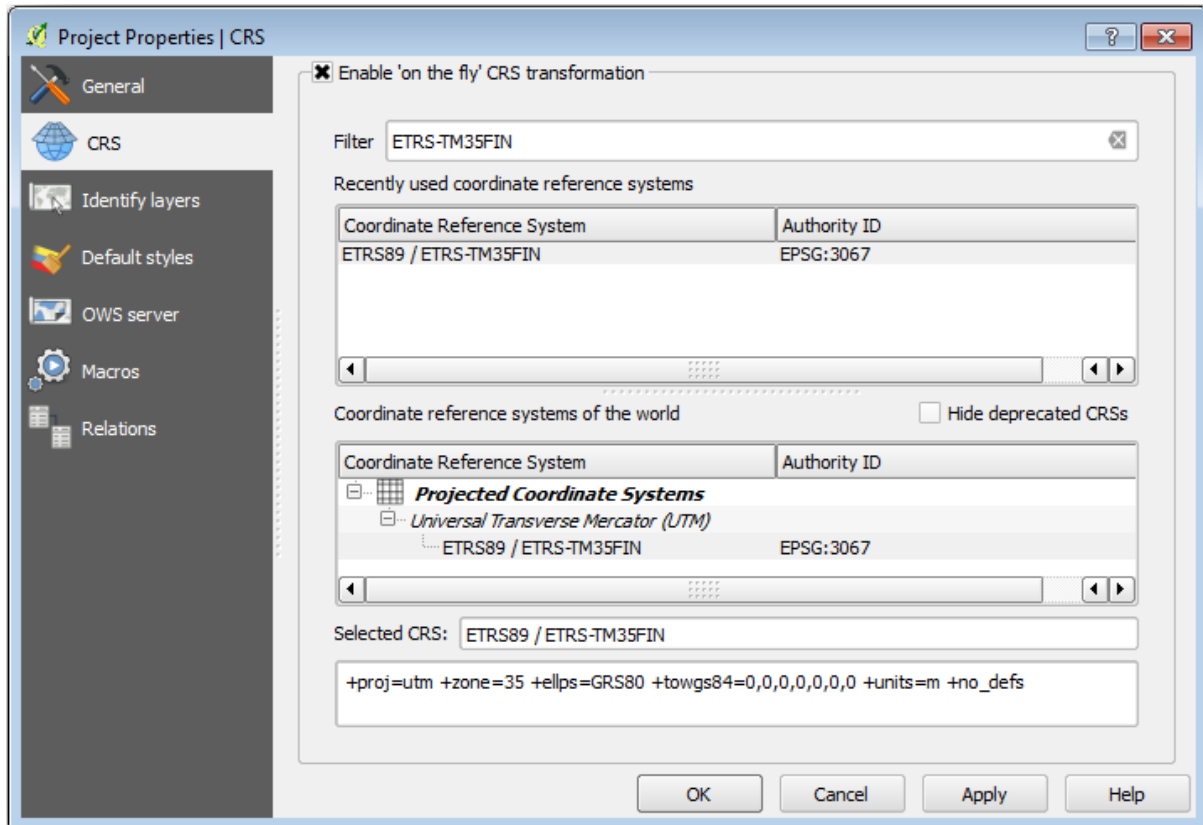 Project Properties | CRS
General
CRS
Identify layers
Default styles
OWS server
Macros
Relations
Enable 'on the fly' CRS transformation
Filter ETRS-TM35FIN
Recently used coordinate reference systems
Coordinate Reference System Authority ID
ETRS89 / ETRS-TM35FIN EPSG:3067
Coordinate reference systems of the world Hide deprecated CRSs
Coordinate Reference System Authority ID
Projected Coordinate Systems
Universal Transverse Mercator (UTM)
ETRS89 / ETRS-TM35FIN EPSG:3067
Selected CRS: ETRS89 / ETRS-TM35FIN
+proj=utm +zone=35 +ellps=GRS80 +towgs84=0,0,0,0,0,0,0 +units=m +no_defs
OK Cancel Apply Help